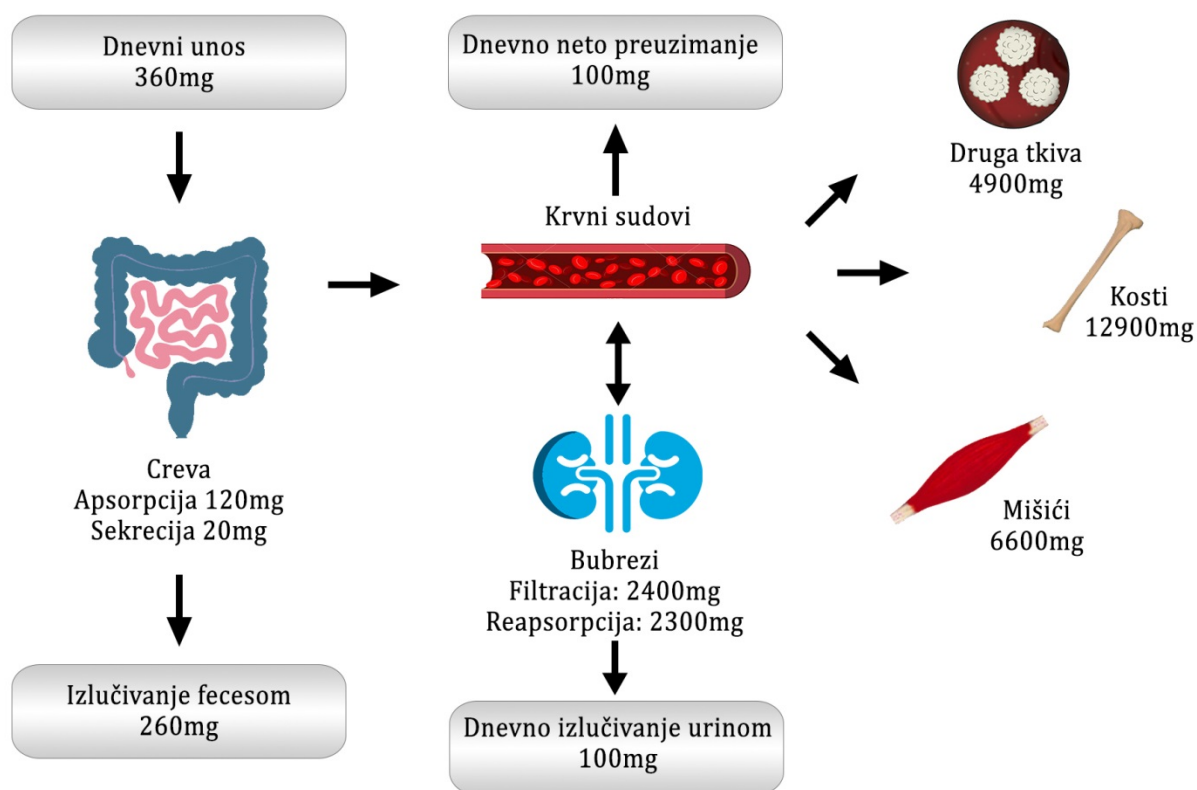 Dnevni unos
360mg
Dnevno neto preuzimanje
100mg
Druga tkiva
4900mg
Krvni sudovi
Kosti
12900mg
Creva
Apsorpcija 120mg
Sekrecija 20mg
Bubrezi
Filtracija: 2400mg
Reapsorpcija: 2300mg
Mišići
6600mg
Izlučivanje fecesom
260mg
Dnevno izlučivanje urinom
100mg